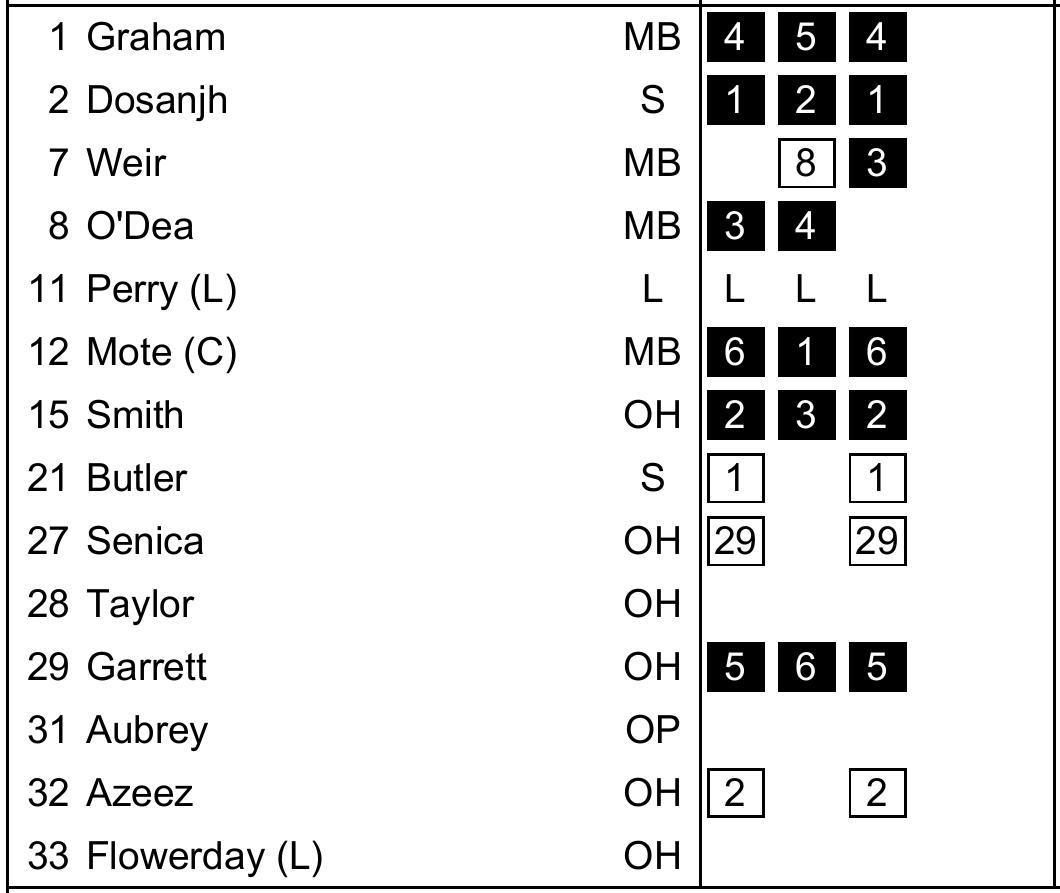 1 Graham MB 4 5 4
2 Dosanjh S 1 2 1
7 Weir MB 8 3
8 O'Dea MB 3 4
11 Perry (L) L L L L
12 Mote (C) MB 6 1 6
15 Smith OH 2 3 2
21 Butler S 1 1
27 Senica OH 29 29
28 Taylor OH
29 Garrett OH 5 6 5
31 Aubrey OP
32 Azeez OH 2 2
33 Flowerday (L) OH